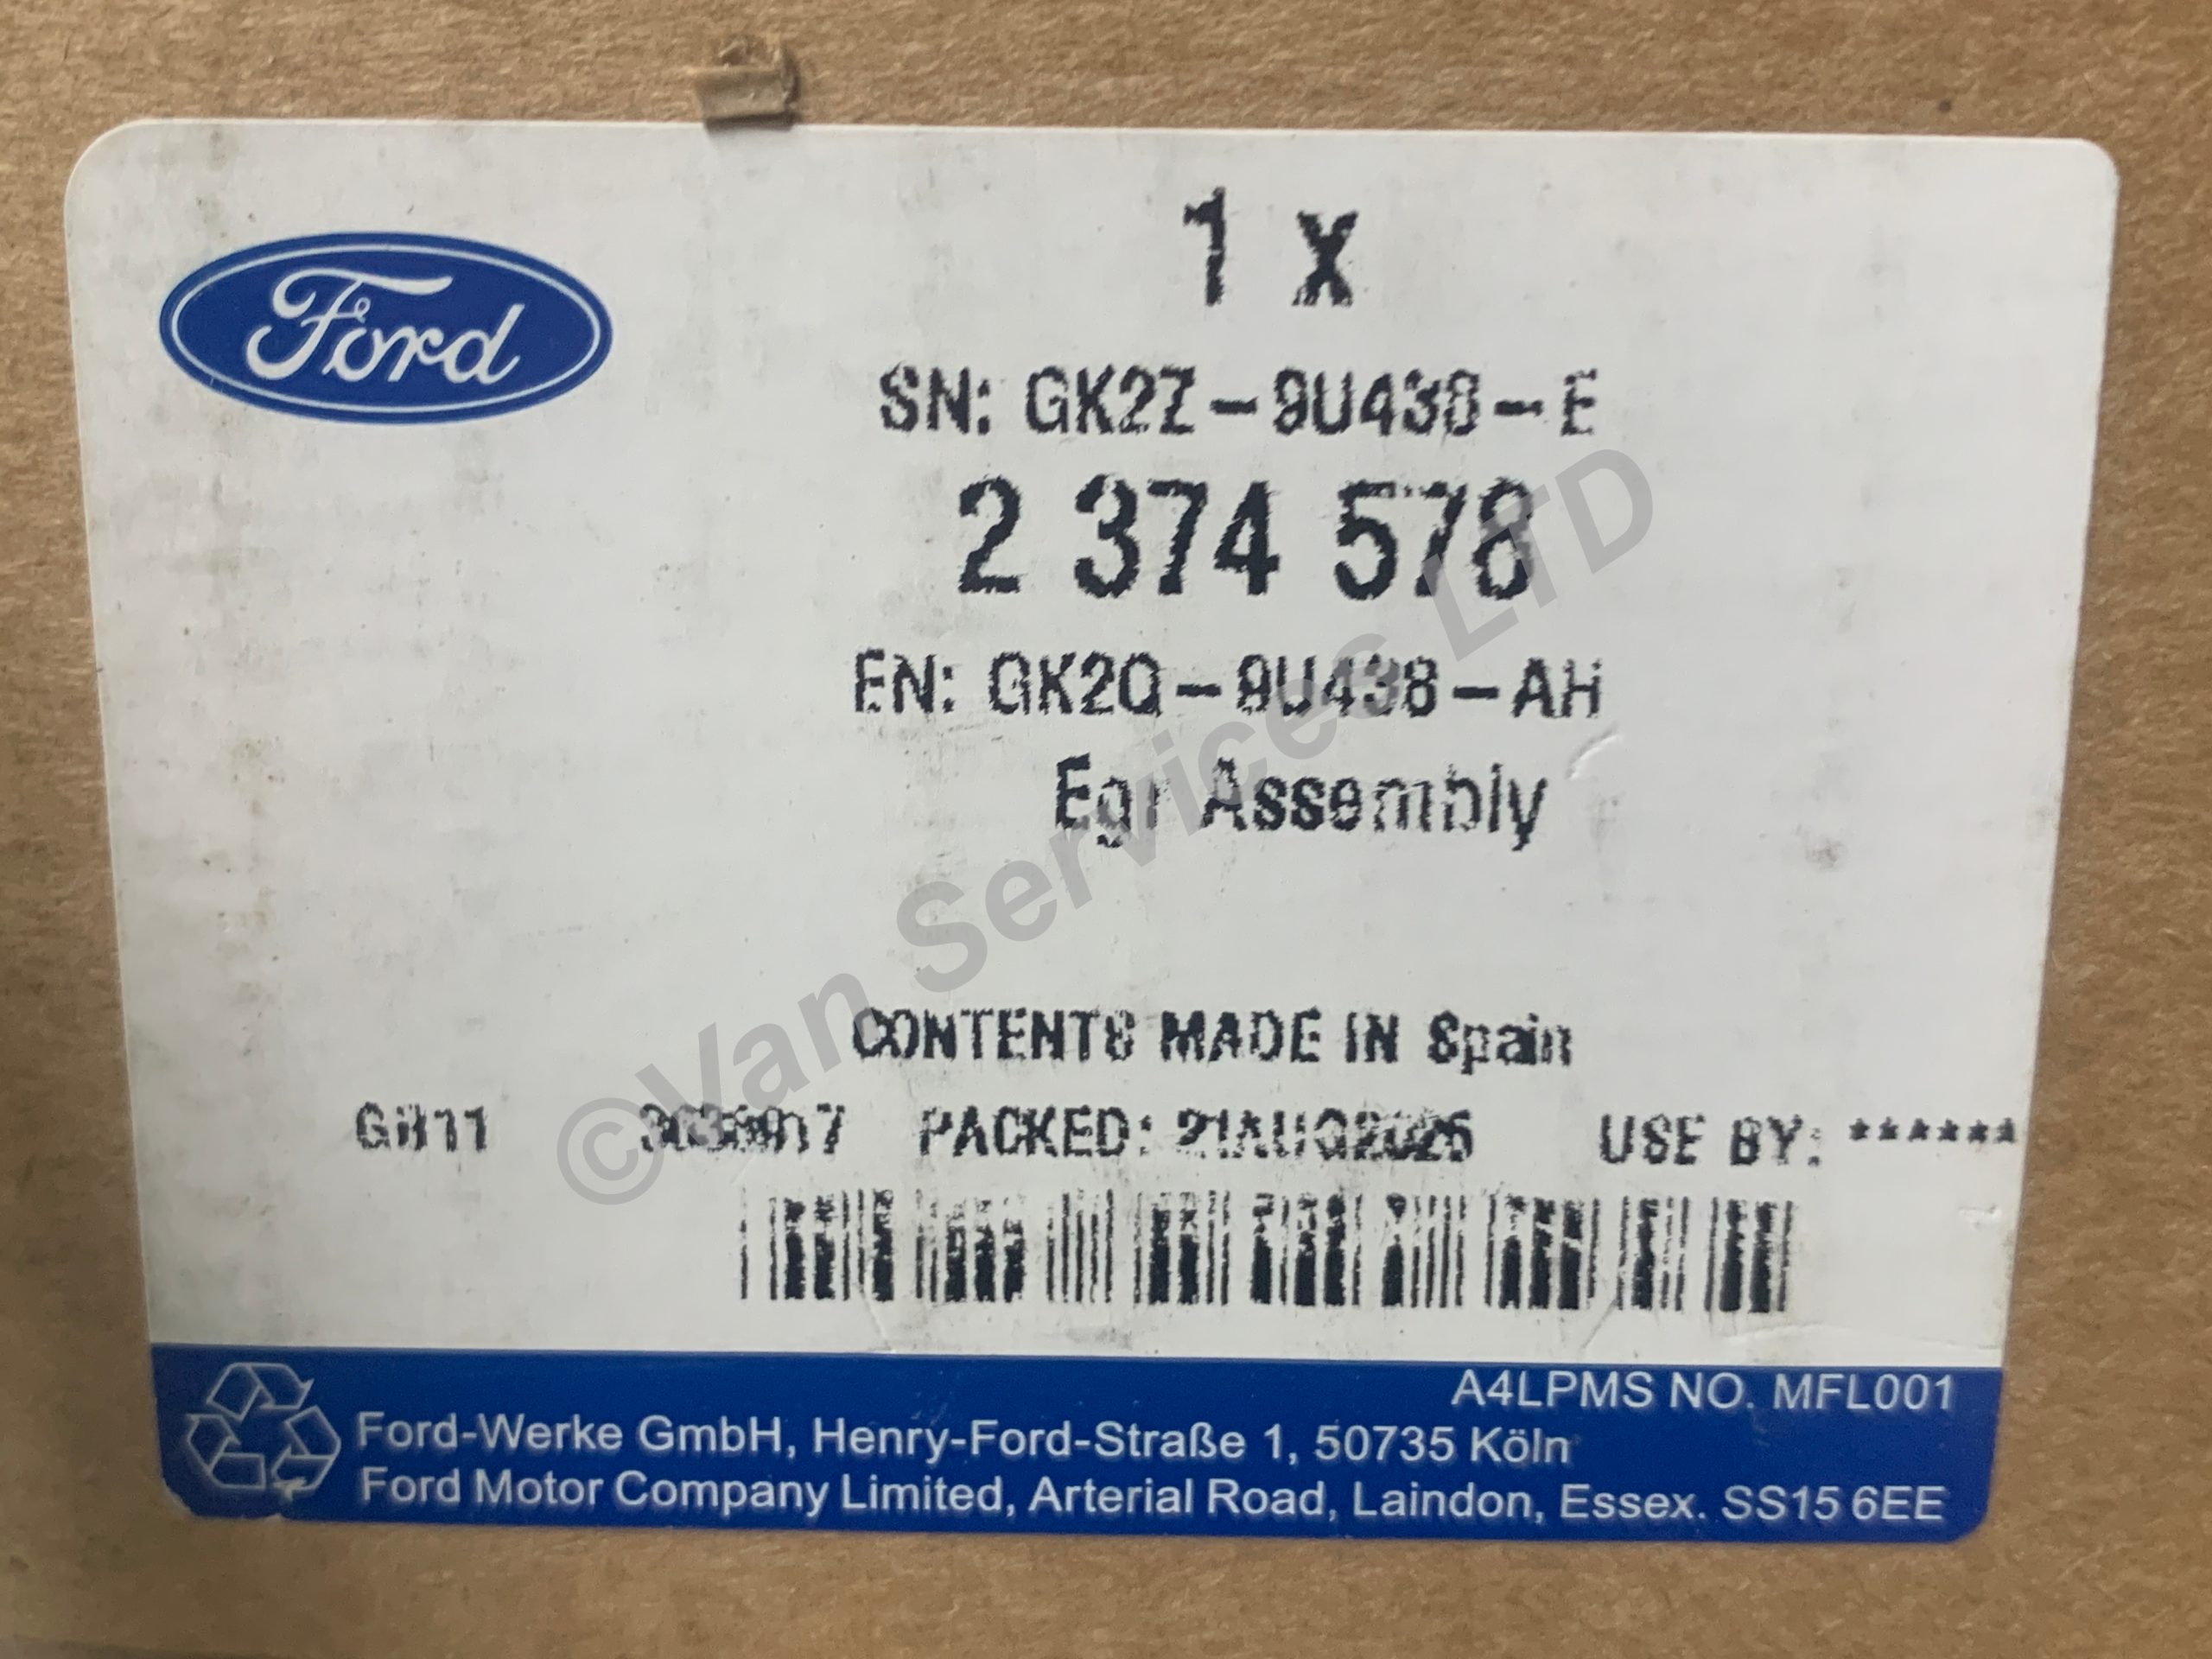 Ford
1 x
SN: GK2Z-9U438-E
2 374 578
EN: GK2Q-9U438-AH
Egr Assembly
CONTENTS MADE IN Spain
PACKED: USE BY: ******
©Van Services LTD
A4LPMS NO. MFL001
Ford-Werke GmbH, Henry-Ford-Straße 1, 50735 Köln
Ford Motor Company Limited, Arterial Road, Laindon, Essex. SS15 6EE